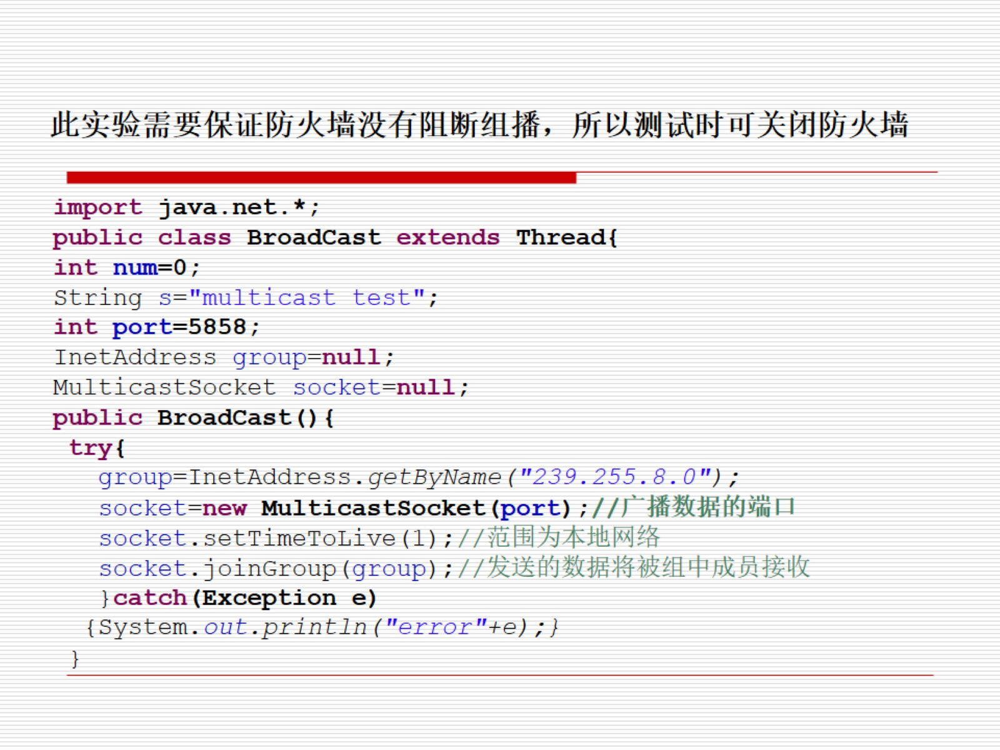 此实验需要保证防火墙没有阻断组播，所以测试时可关闭防火墙
import java.net.*;
public class BroadCast extends Thread{
int num=0;
String s="multicast test";
int port=5858;
InetAddress group=null;
MulticastSocket socket=null;
public BroadCast(){
try{
group=InetAddress.getByName("239.255.8.0");
socket=new MulticastSocket(port);//广播数据的端口
socket.setTimeToLive(1);//范围为本地网络
socket.joinGroup(group);//发送的数据将被组中成员接收
}catch(Exception e)
{System.out.println("error"+e);}
}